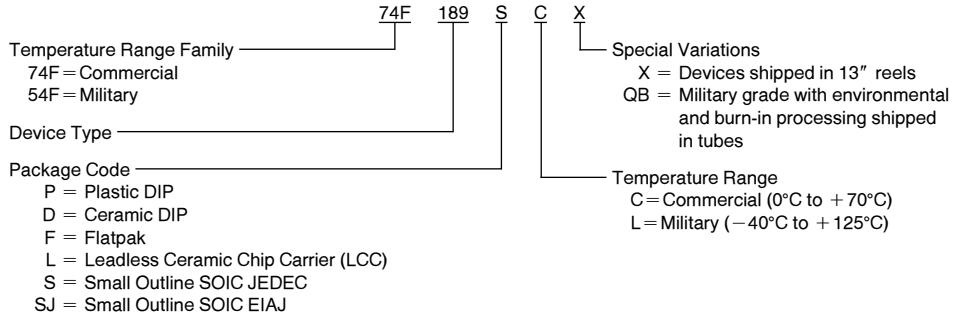 74F 189 S C X
Temperature Range Family
74F = Commercial
54F = Military
Device Type
Package Code
P = Plastic DIP
D = Ceramic DIP
F = Flatpak
L = Leadless Ceramic Chip Carrier (LCC)
S = Small Outline SOIC JEDEC
SJ = Small Outline SOIC EIAJ
Special Variations
X = Devices shipped in 13″ reels
QB = Military grade with environmental
and burn-in processing shipped
in tubes
Temperature Range
C = Commercial (0°C to +70°C)
L = Military (−40°C to +125°C)